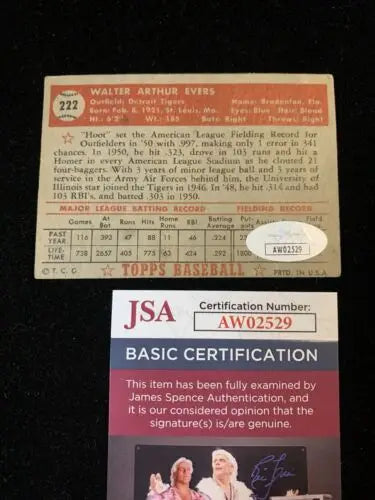 222
WALTER ARTHUR EVERS
Outfield: Detroit Tigers Home: Bradenton, Fla.
Born: Feb. 8, 1921, St. Louis, Mo. Eyes: Blue Hair: Blond
Ht.: 6'2" Wt.: 185 Bats: Right Throws: Right
"Hoot" set the American League Fielding Record for
Outfielders in '50 with .997, making only 1 error in 341
chances. In 1950, he hit .323, drove in 103 runs and hit a
Homer in every American League Stadium as he clouted 21
four-baggers. With 3 years of minor league ball and 3 years of
service in the Army Air Forces behind him, the University of
Illinois star joined the Tigers in 1946. In '48, he hit .314 and had
103 RBI's, and batted .303 in 1950.
MAJOR LEAGUE BATTING RECORD FIELDING RECORD
Games At Bat Runs Hits Home Runs R.B.I. Batting Average Put-outs Field
PAST YEAR 116 393 47 88 11 46 .224
LIFE-TIME 738 2657 405 775 63 424 .292
© T. C. G. TOPPS BASEBALL PRTD. IN U.S.A.
AW02529
JSA
Certification Number:
AW02529
BASIC CERTIFICATION
This item has been fully examined by
James Spence Authentication, and
it is our considered opinion that the
signature(s) is/are genuine.